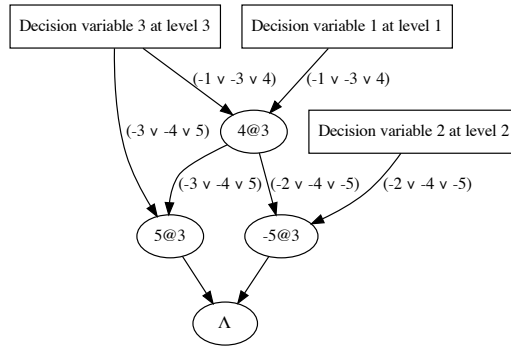 Decision variable 3 at level 3
Decision variable 1 at level 1
(-1 ∨ -3 ∨ 4)
(-1 ∨ -3 ∨ 4)
4@3
Decision variable 2 at level 2
(-3 ∨ -4 ∨ 5)
(-3 ∨ -4 ∨ 5)
(-2 ∨ -4 ∨ -5)
(-2 ∨ -4 ∨ -5)
5@3
-5@3
Λ